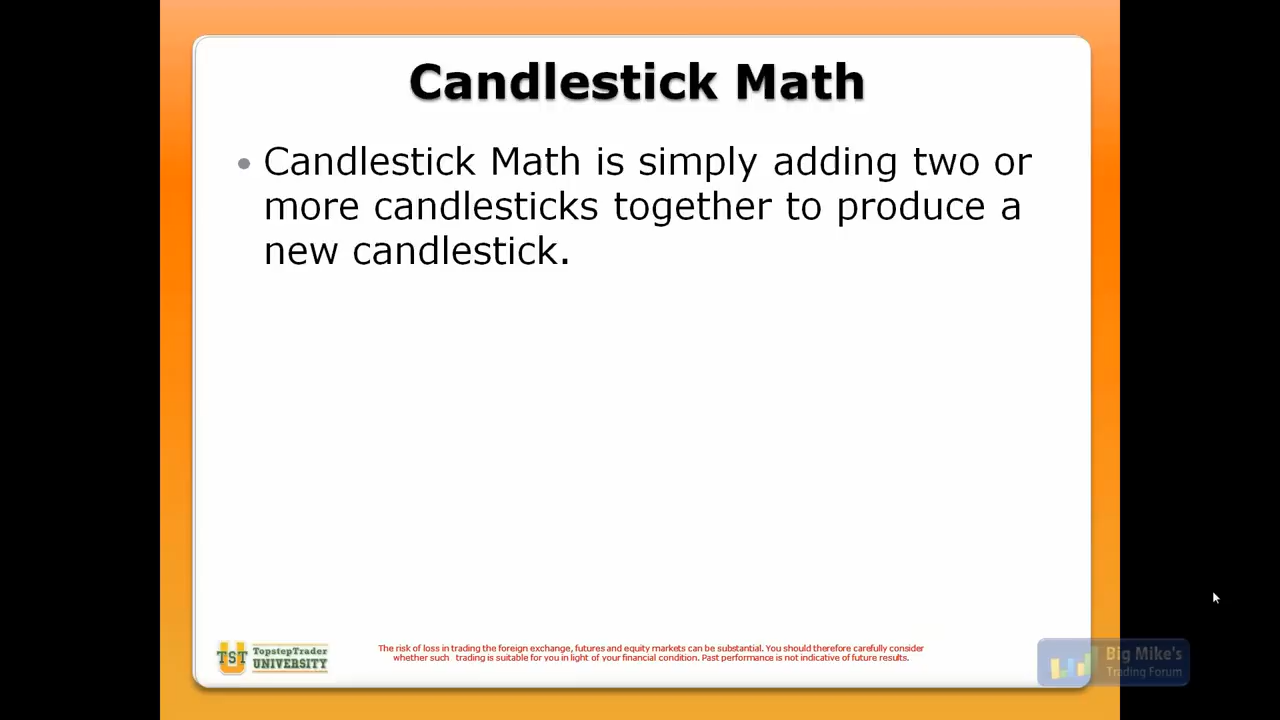 Candlestick Math
• Candlestick Math is simply adding two or
more candlesticks together to produce a
new candlestick.
TST
TopstepTrader
UNIVERSITY
The risk of loss in trading the foreign exchange, futures and equity markets can be substantial. You should therefore carefully consider
whether such trading is suitable for you in light of your financial condition. Past performance is not indicative of future results.
Big Mike's
Trading Forum